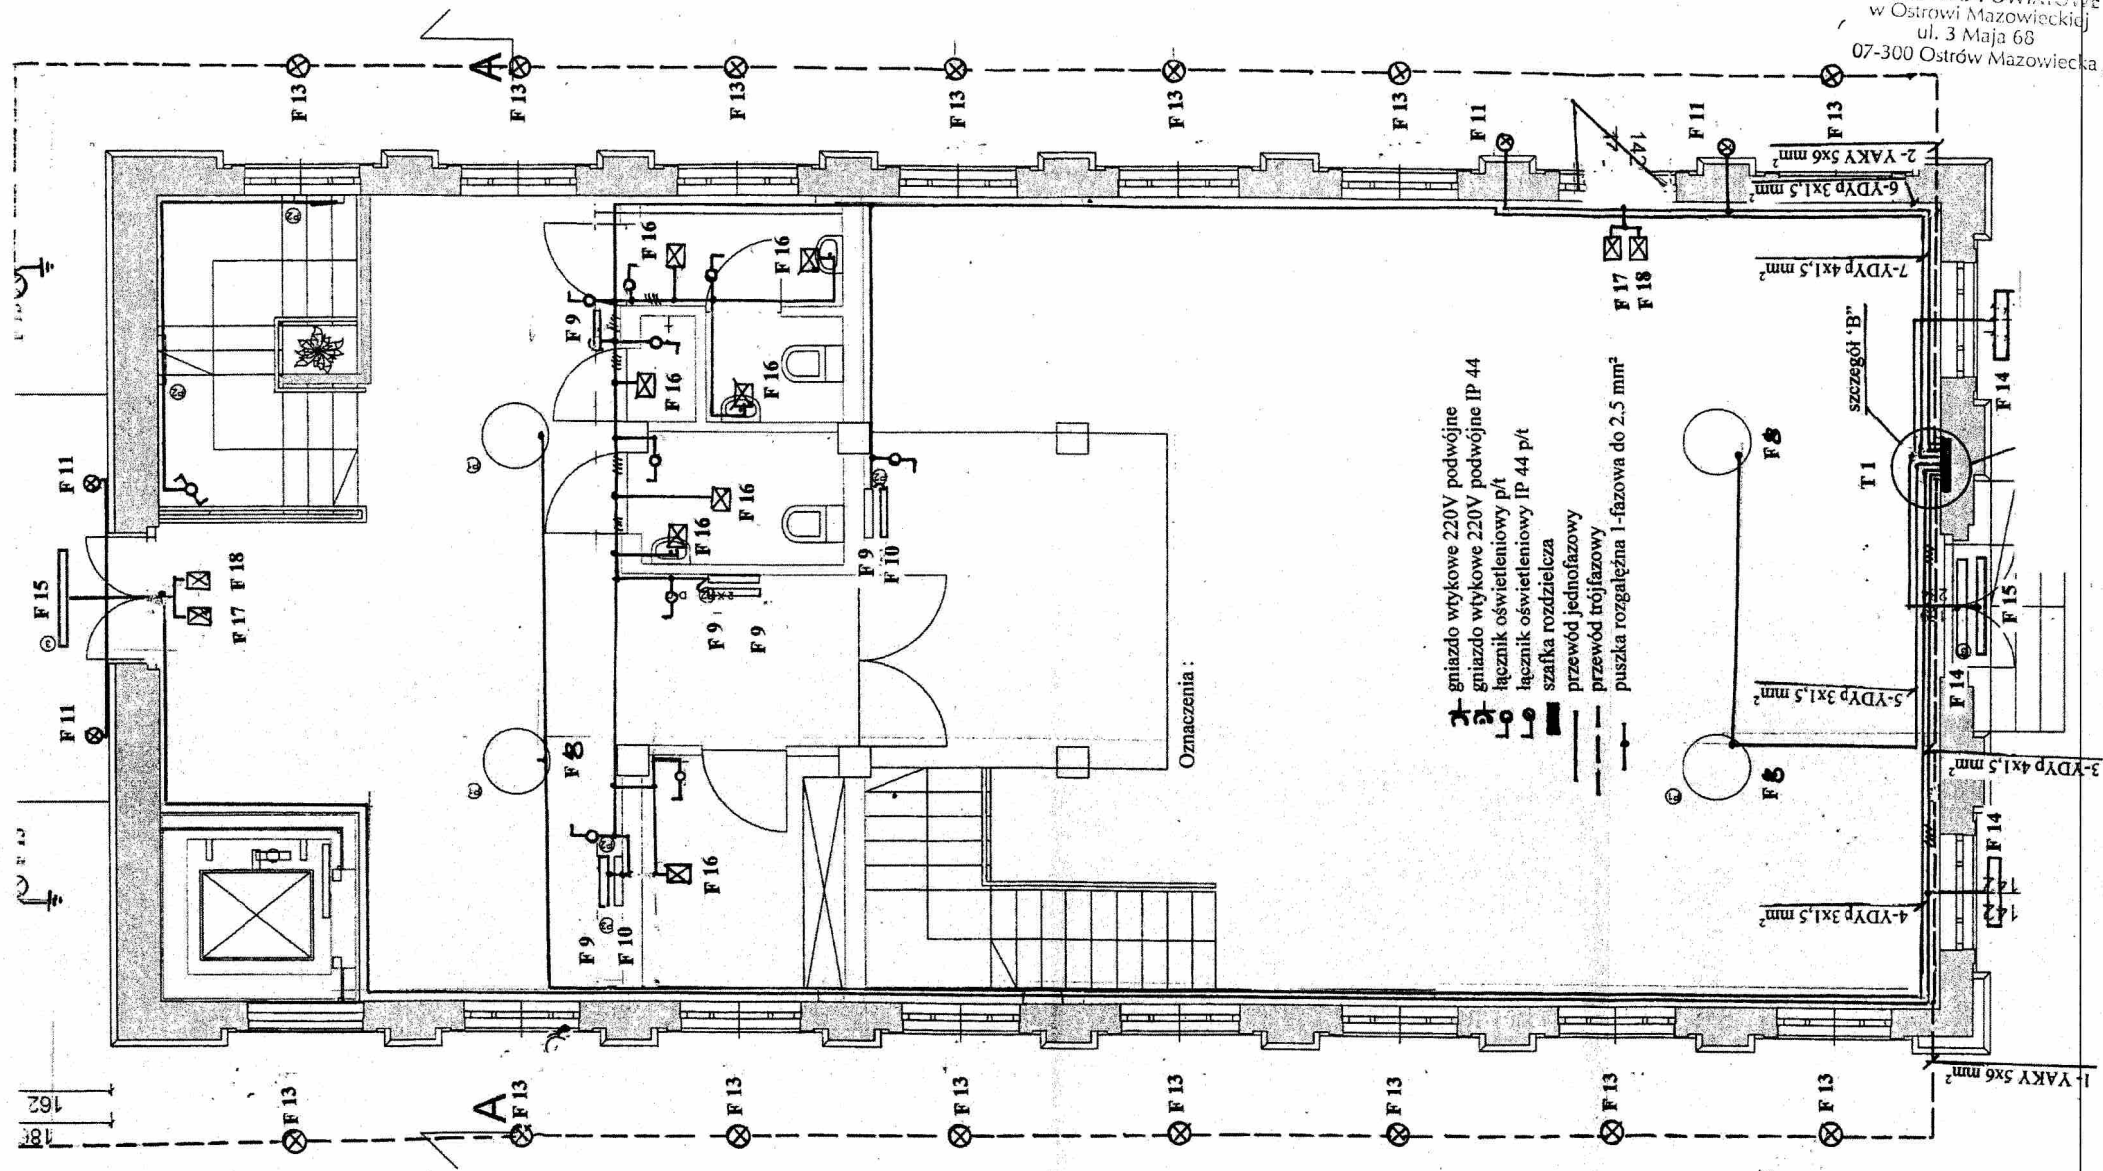 w Ostrowi Mazowieckiej
ul. 3 Maja 68
07-300 Ostrów Mazowiecka
A
F 13
F 13
F 13
F 13
F 13
F 13
F 13
F 11
F 11
142
2- YAKY 5x6 mm²
6-YDYp 3x1,5 mm²
7-YDYp 4x1,5 mm²
F 16
F 16
F 17
F 18
F 9
F 16
F 16
szczegół "B"
F 14
T 1
F 11
F 15
F 17
F 18
F 11
F 16
F 16
F 9
F 10
F 9
F 9
F 8
F 8
F 8
Oznaczenia :
gniazdo wtykowe 220V podwójne
gniazdo wtykowe 220V podwójne IP 44
łącznik oświetleniowy p/t
łącznik oświetleniowy IP 44 p/t
szafka rozdzielcza
przewód jednofazowy
przewód trójfazowy
puszka rozgałęźna 1-fazowa do 2,5 mm²
F 15
F 14
5-YDYp 3x1,5 mm²
3-YDYp 4x1,5 mm²
F 16
F 9
F 10
F 14
142
142
4-YDYp 3x1,5 mm²
1- YAKY 5x6 mm²
162
A
F 13
F 13
F 13
F 13
F 13
F 13
F 13
F 13